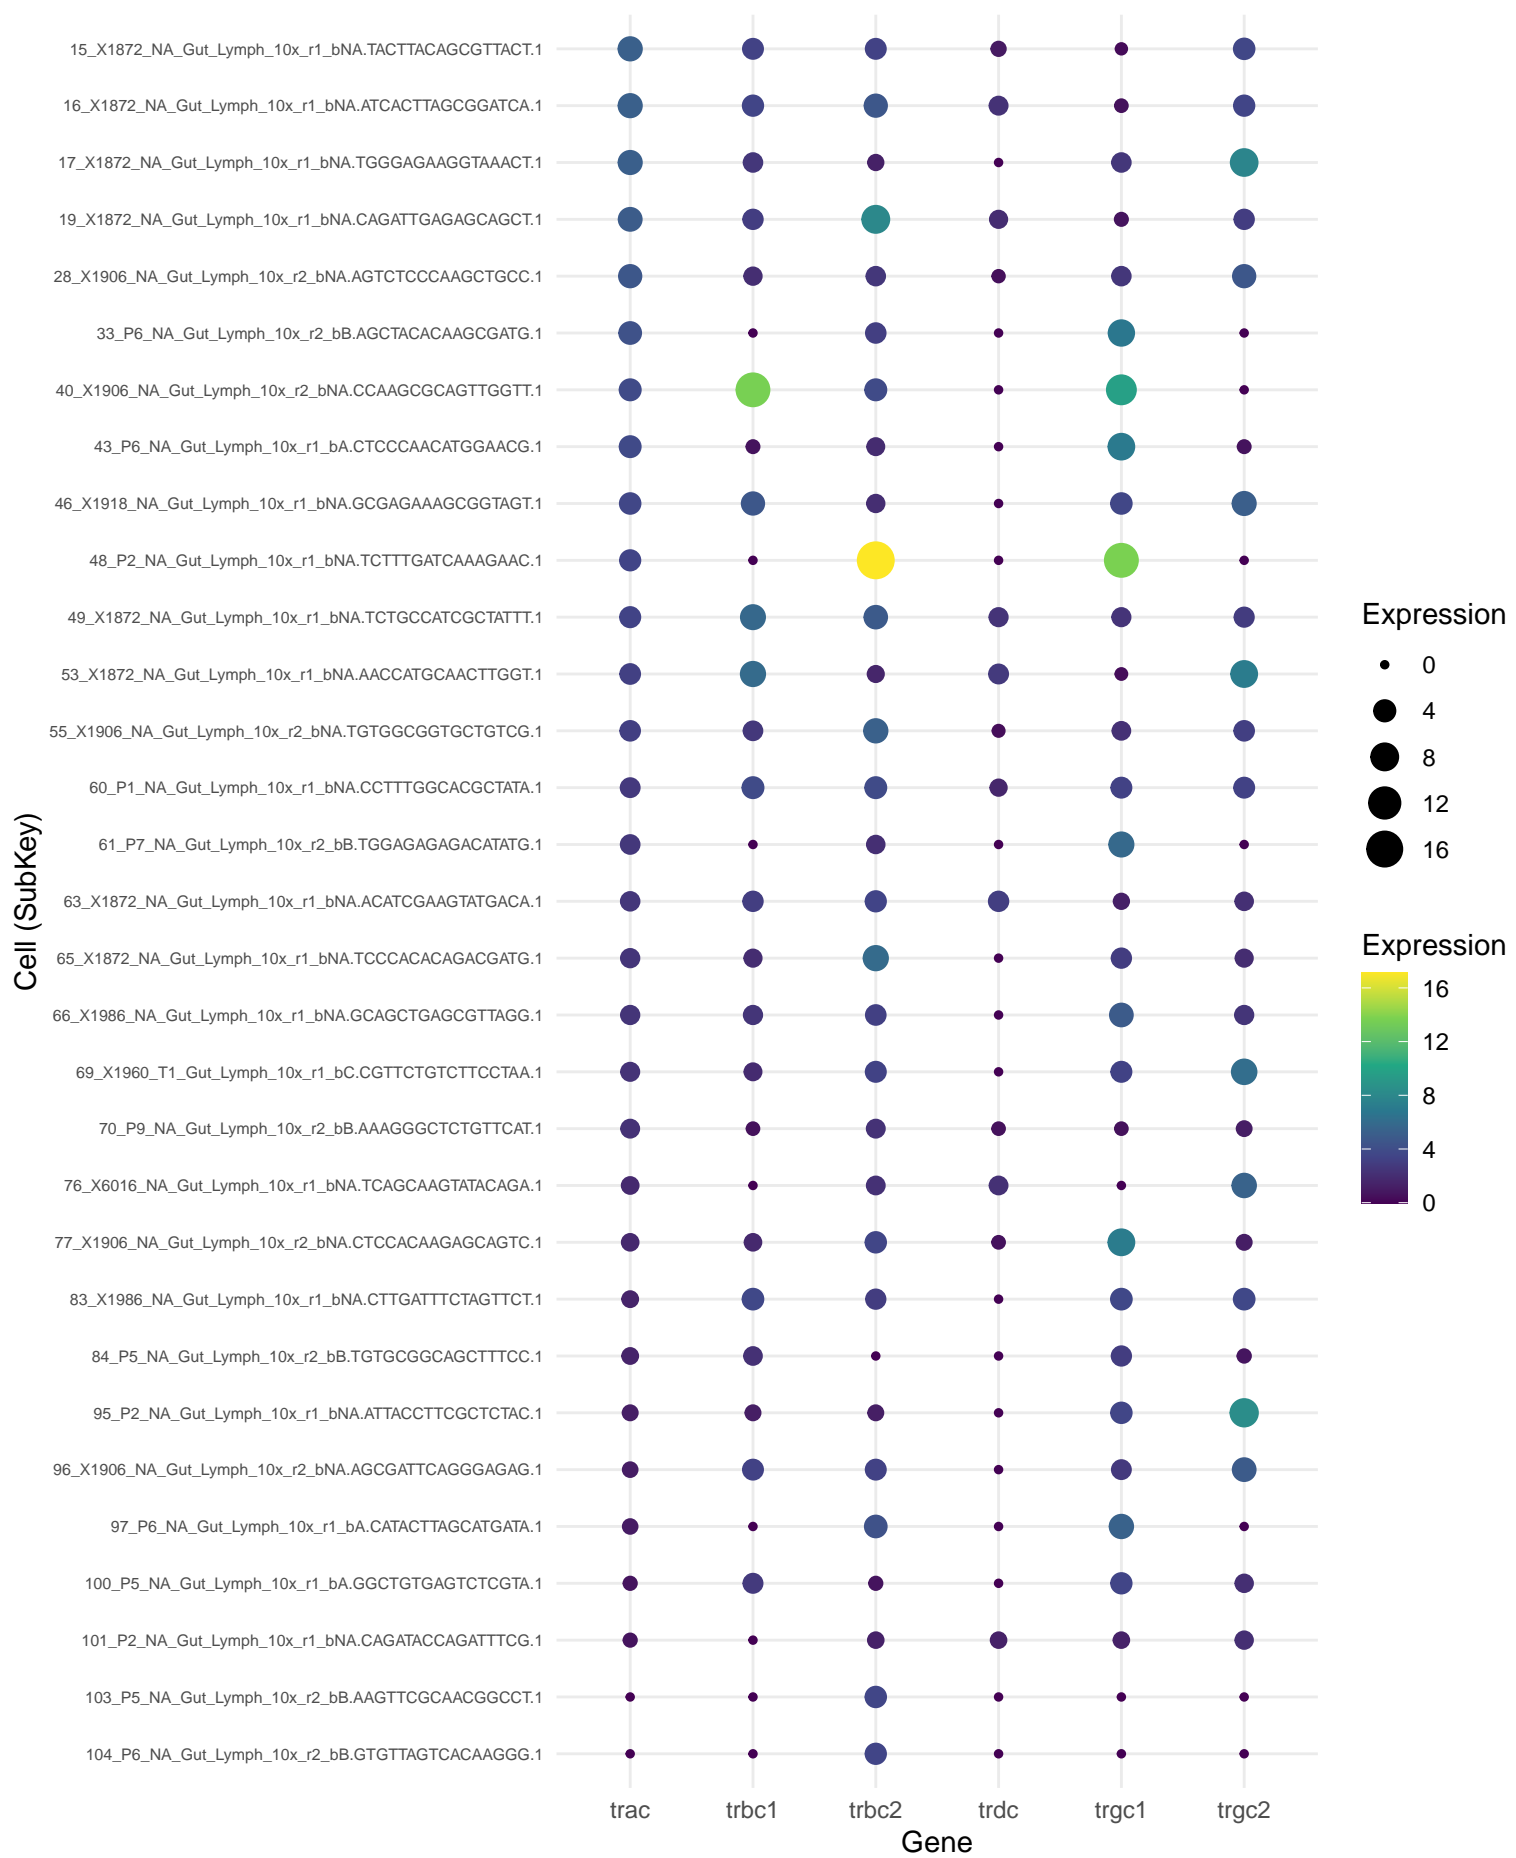 15_X1872_NA_Gut_Lymph_10x_r1_bNA.TACTTACAGCGTTACT.1
16_X1872_NA_Gut_Lymph_10x_r1_bNA.ATCACTTAGCGGATCA.1
17_X1872_NA_Gut_Lymph_10x_r1_bNA.TGGGAGAAGGTAAACT.1
19_X1872_NA_Gut_Lymph_10x_r1_bNA.CAGATTGAGAGCAGCT.1
28_X1906_NA_Gut_Lymph_10x_r2_bNA.AGTCTCCCAAGCTGCC.1
33_P6_NA_Gut_Lymph_10x_r2_bB.AGCTACACAAGCGATG.1
40_X1906_NA_Gut_Lymph_10x_r2_bNA.CCAAGCGCAGTTGGTT.1
43_P6_NA_Gut_Lymph_10x_r1_bA.CTCCCAACATGGAACG.1
46_X1918_NA_Gut_Lymph_10x_r1_bNA.GCGAGAAAGCGGTAGT.1
48_P2_NA_Gut_Lymph_10x_r1_bNA.TCTTTGATCAAAGAAC.1
49_X1872_NA_Gut_Lymph_10x_r1_bNA.TCTGCCATCGCTATTT.1
53_X1872_NA_Gut_Lymph_10x_r1_bNA.AACCATGCAACTTGGT.1
55_X1906_NA_Gut_Lymph_10x_r2_bNA.TGTGGCGGTGCTGTCG.1
60_P1_NA_Gut_Lymph_10x_r1_bNA.CCTTTGGCACGCTATA.1
61_P7_NA_Gut_Lymph_10x_r2_bB.TGGAGAGAGACATATG.1
63_X1872_NA_Gut_Lymph_10x_r1_bNA.ACATCGAAGTATGACA.1
65_X1872_NA_Gut_Lymph_10x_r1_bNA.TCCCACACAGACGATG.1
66_X1986_NA_Gut_Lymph_10x_r1_bNA.GCAGCTGAGCGTTAGG.1
69_X1960_T1_Gut_Lymph_10x_r1_bC.CGTTCTGTCTTCCTAA.1
70_P9_NA_Gut_Lymph_10x_r2_bB.AAAGGGCTCTGTTCAT.1
76_X6016_NA_Gut_Lymph_10x_r1_bNA.TCAGCAAGTATACAGA.1
77_X1906_NA_Gut_Lymph_10x_r2_bNA.CTCCACAAGAGCAGTC.1
83_X1986_NA_Gut_Lymph_10x_r1_bNA.CTTGATTTCTAGTTCT.1
84_P5_NA_Gut_Lymph_10x_r2_bB.TGTGCGGCAGCTTTCC.1
95_P2_NA_Gut_Lymph_10x_r1_bNA.ATTACCTTCGCTCTAC.1
96_X1906_NA_Gut_Lymph_10x_r2_bNA.AGCGATTCAGGGAGAG.1
97_P6_NA_Gut_Lymph_10x_r1_bA.CATACTTAGCATGATA.1
100_P5_NA_Gut_Lymph_10x_r1_bA.GGCTGTGAGTCTCGTA.1
101_P2_NA_Gut_Lymph_10x_r1_bNA.CAGATACCAGATTTCG.1
103_P5_NA_Gut_Lymph_10x_r2_bB.AAGTTCGCAACGGCCT.1
104_P6_NA_Gut_Lymph_10x_r2_bB.GTGTTAGTCACAAGGG.1
Cell (SubKey)
trac trbc1 trbc2 trdc trgc1 trgc2
Gene
Expression
0
4
8
12
16
Expression
16
12
8
4
0